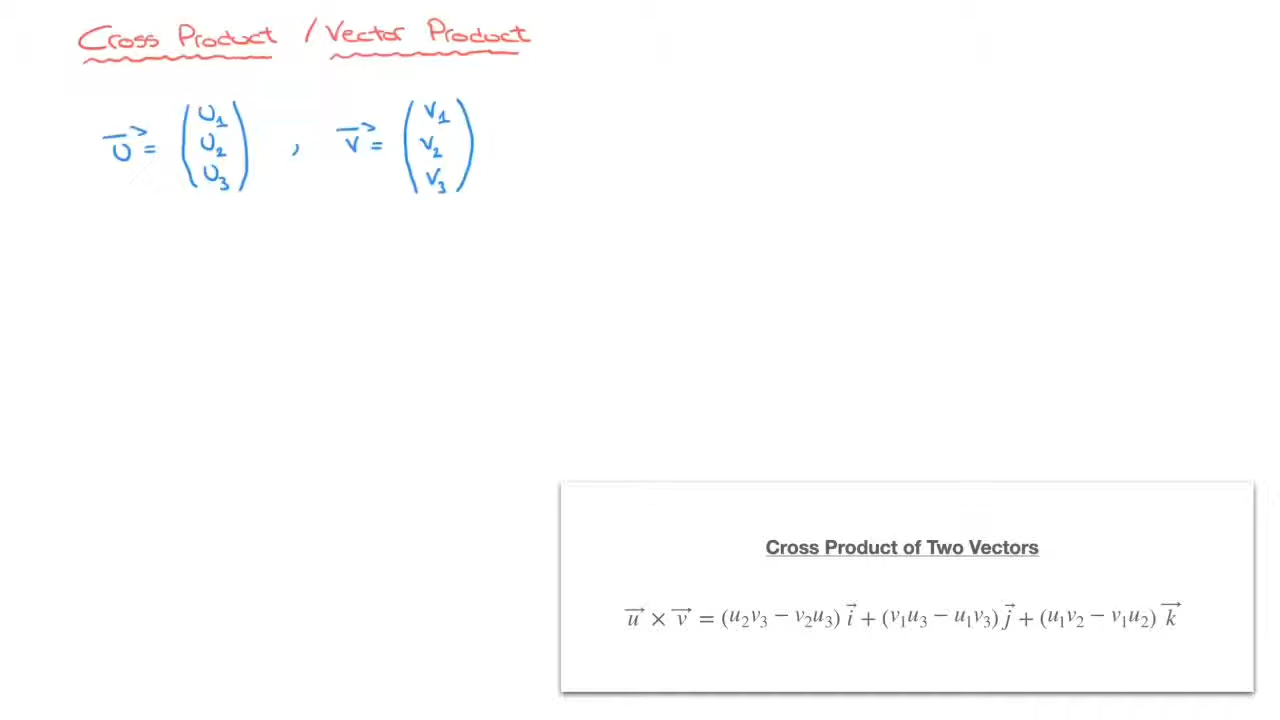 Cross Product / Vector Product
u⃗ = (u₁ u₂ u₃) , v⃗ = (v₁ v₂ v₃)
Cross Product of Two Vectors
u⃗ × v⃗ = (u₂v₃ − v₂u₃) i⃗ + (v₁u₃ − u₁v₃) j⃗ + (u₁v₂ − v₁u₂) k⃗